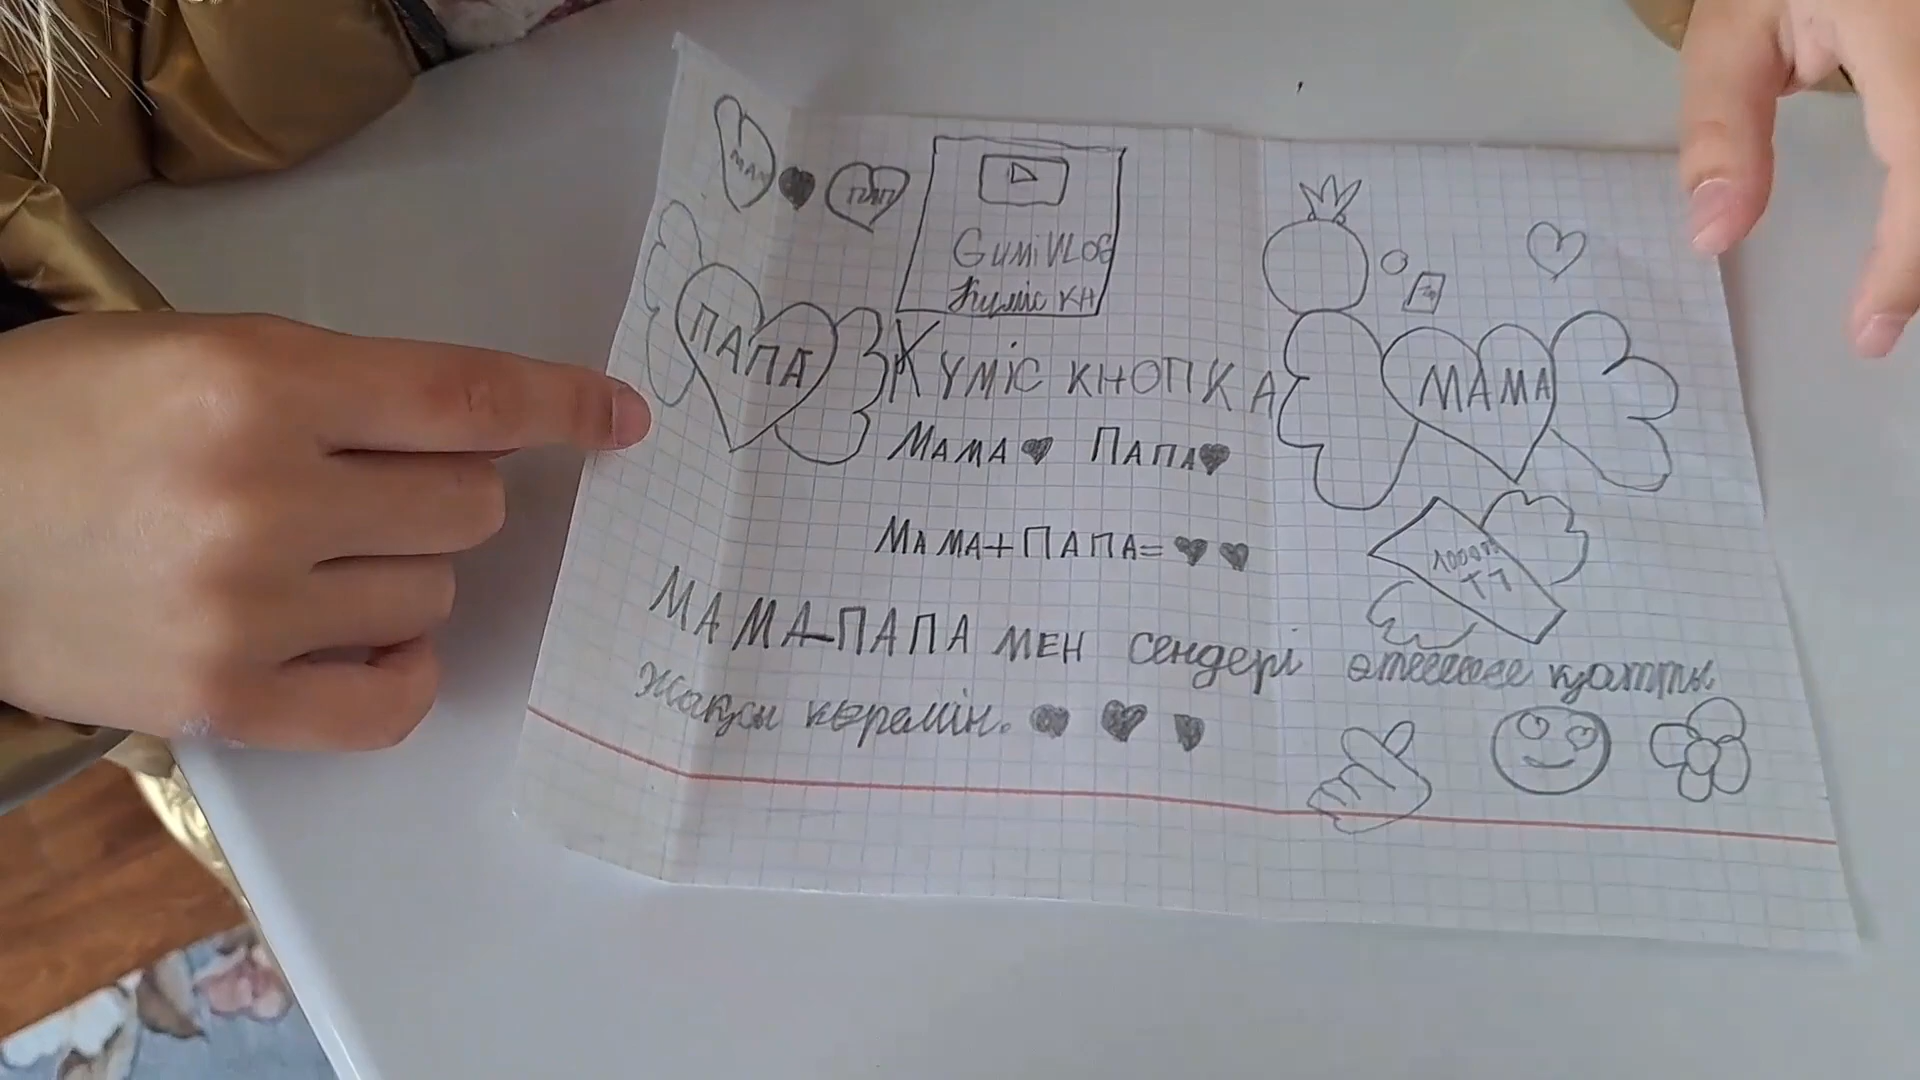 МАМ
ПАП
GUMiVLOG
Күміс КН
ПАПА
КҮМІС КНОПКА
МАМА
МАМА ПАПА
МАМА+ПАПА=
1000
МАМА-ПАПА МЕН сендері өтееееее қатты
жақсы көремін.